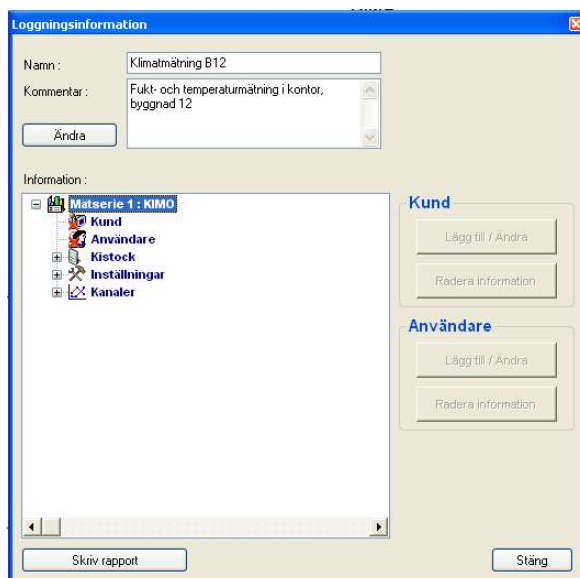 Loggningsinformation
Namn :
Klimatmätning B12
Kommentar :
Fukt- och temperaturmätning i kontor,
byggnad 12
Ändra
Information :
Mätserie 1 : KIMO
Kund
Användare
Kistock
Inställningar
Kanaler
Kund
Lägg till / Ändra
Radera information
Användare
Lägg till / Ändra
Radera information
Skriv rapport
Stäng